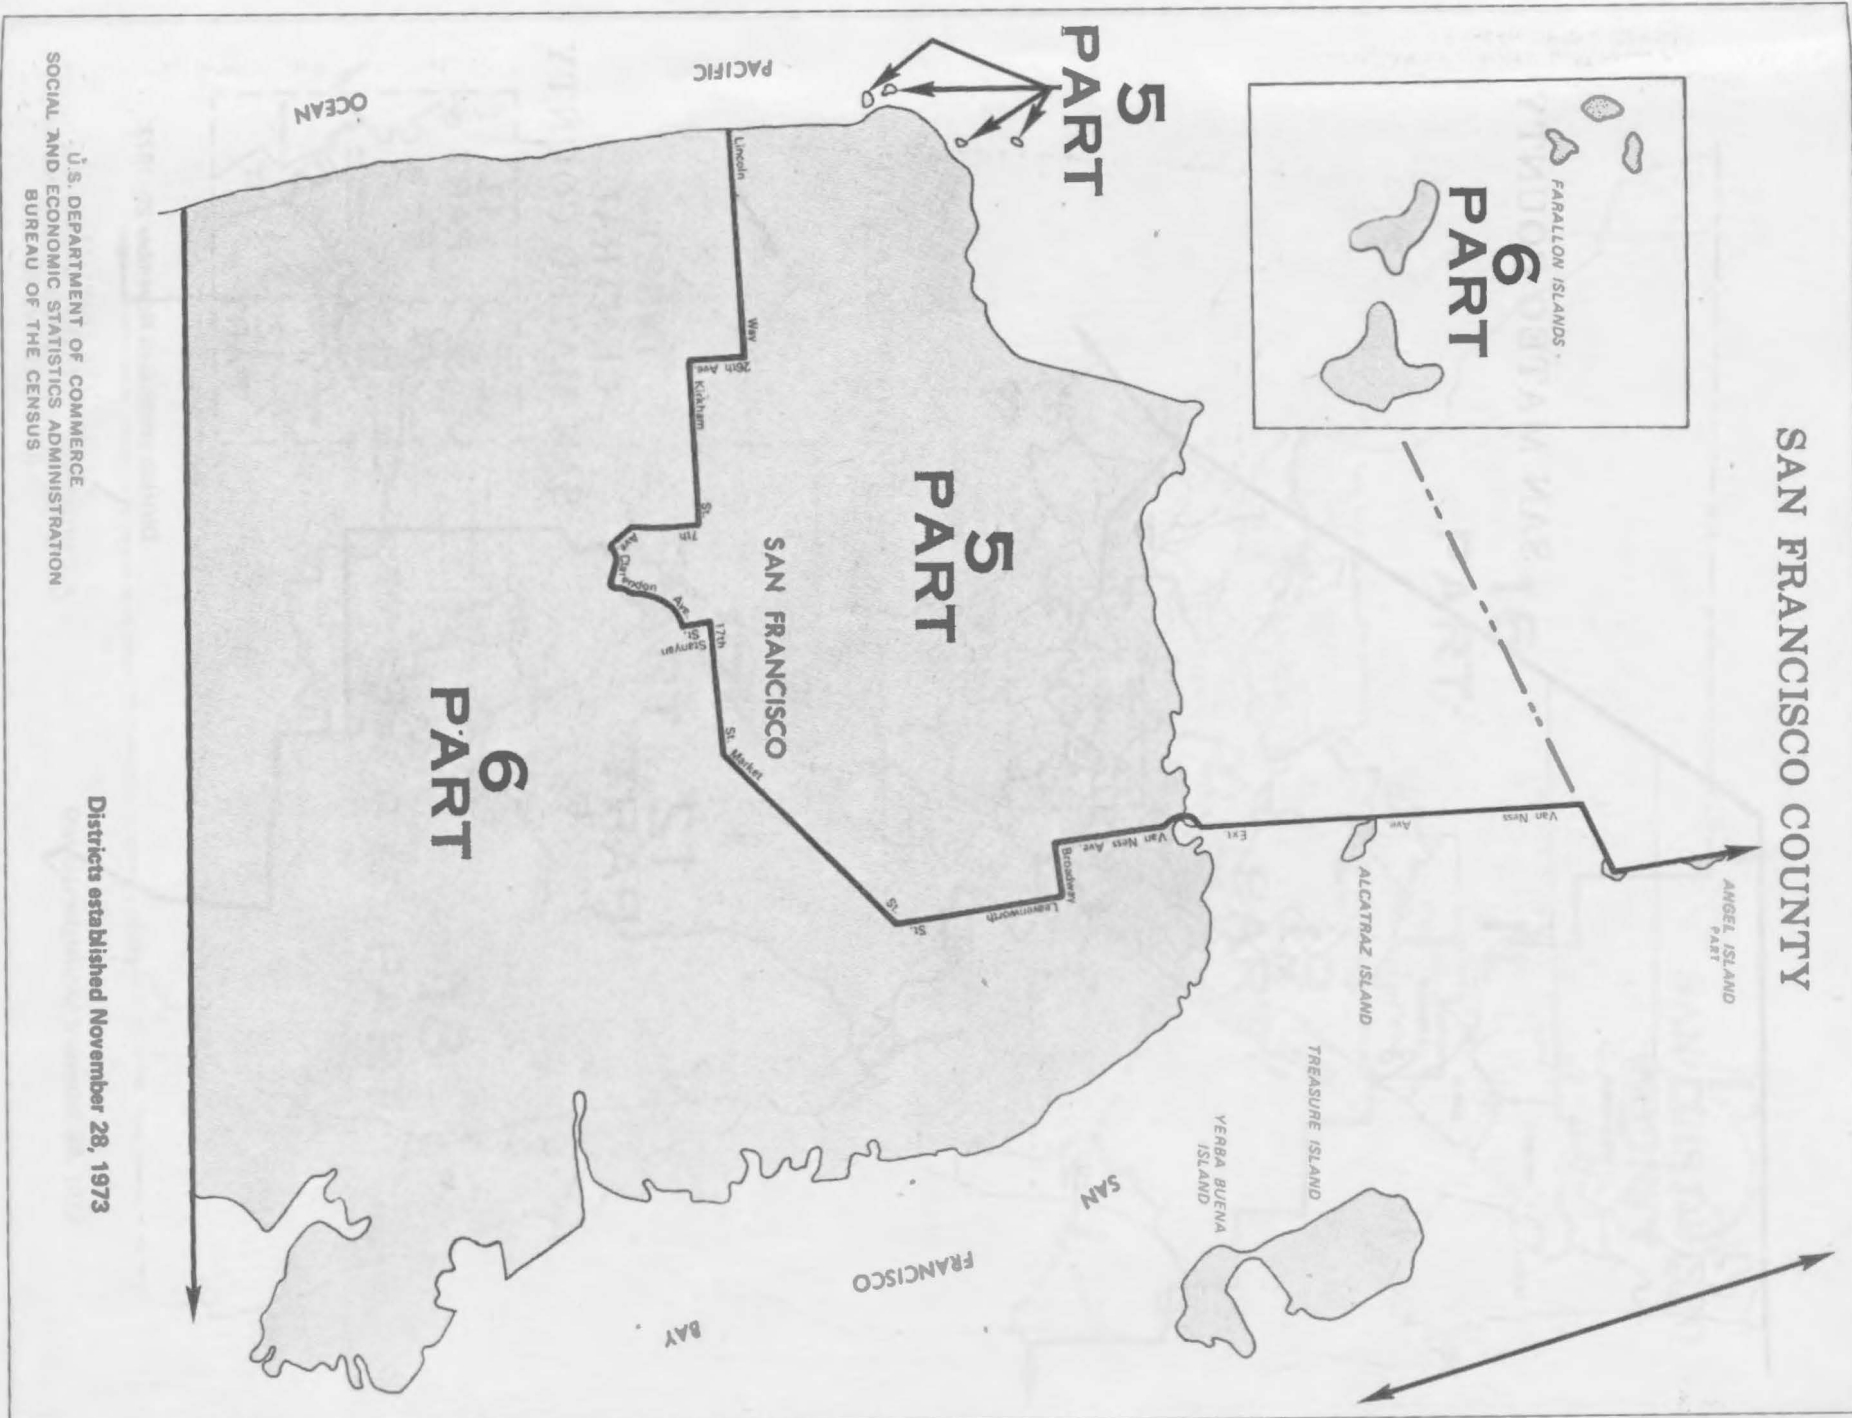 SAN FRANCISCO COUNTY
ANGEL ISLAND
PART
FARALLON ISLANDS
6
PART
5
PART
ALCATRAZ ISLAND
TREASURE ISLAND
YERBA BUENA
ISLAND
Van Ness
Ave
Ext.
Van Ness Ave.
Broadway
Leavenworth
St.
St.
Market
St.
17th
Stanyan
St.
Ave.
Clarendon
Ave
7th
St.
Kirkham
26th Ave
Way
Lincoln
5
PART
SAN FRANCISCO
6
PART
PACIFIC
OCEAN
SAN
FRANCISCO
BAY
U.S. DEPARTMENT OF COMMERCE
SOCIAL AND ECONOMIC STATISTICS ADMINISTRATION
BUREAU OF THE CENSUS
Districts established November 28, 1973